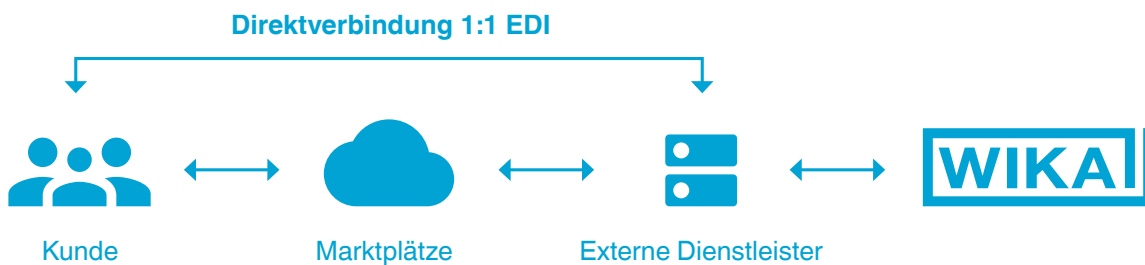 Direktverbindung 1:1 EDI
WIKA
Kunde
Marktplätze
Externe Dienstleister